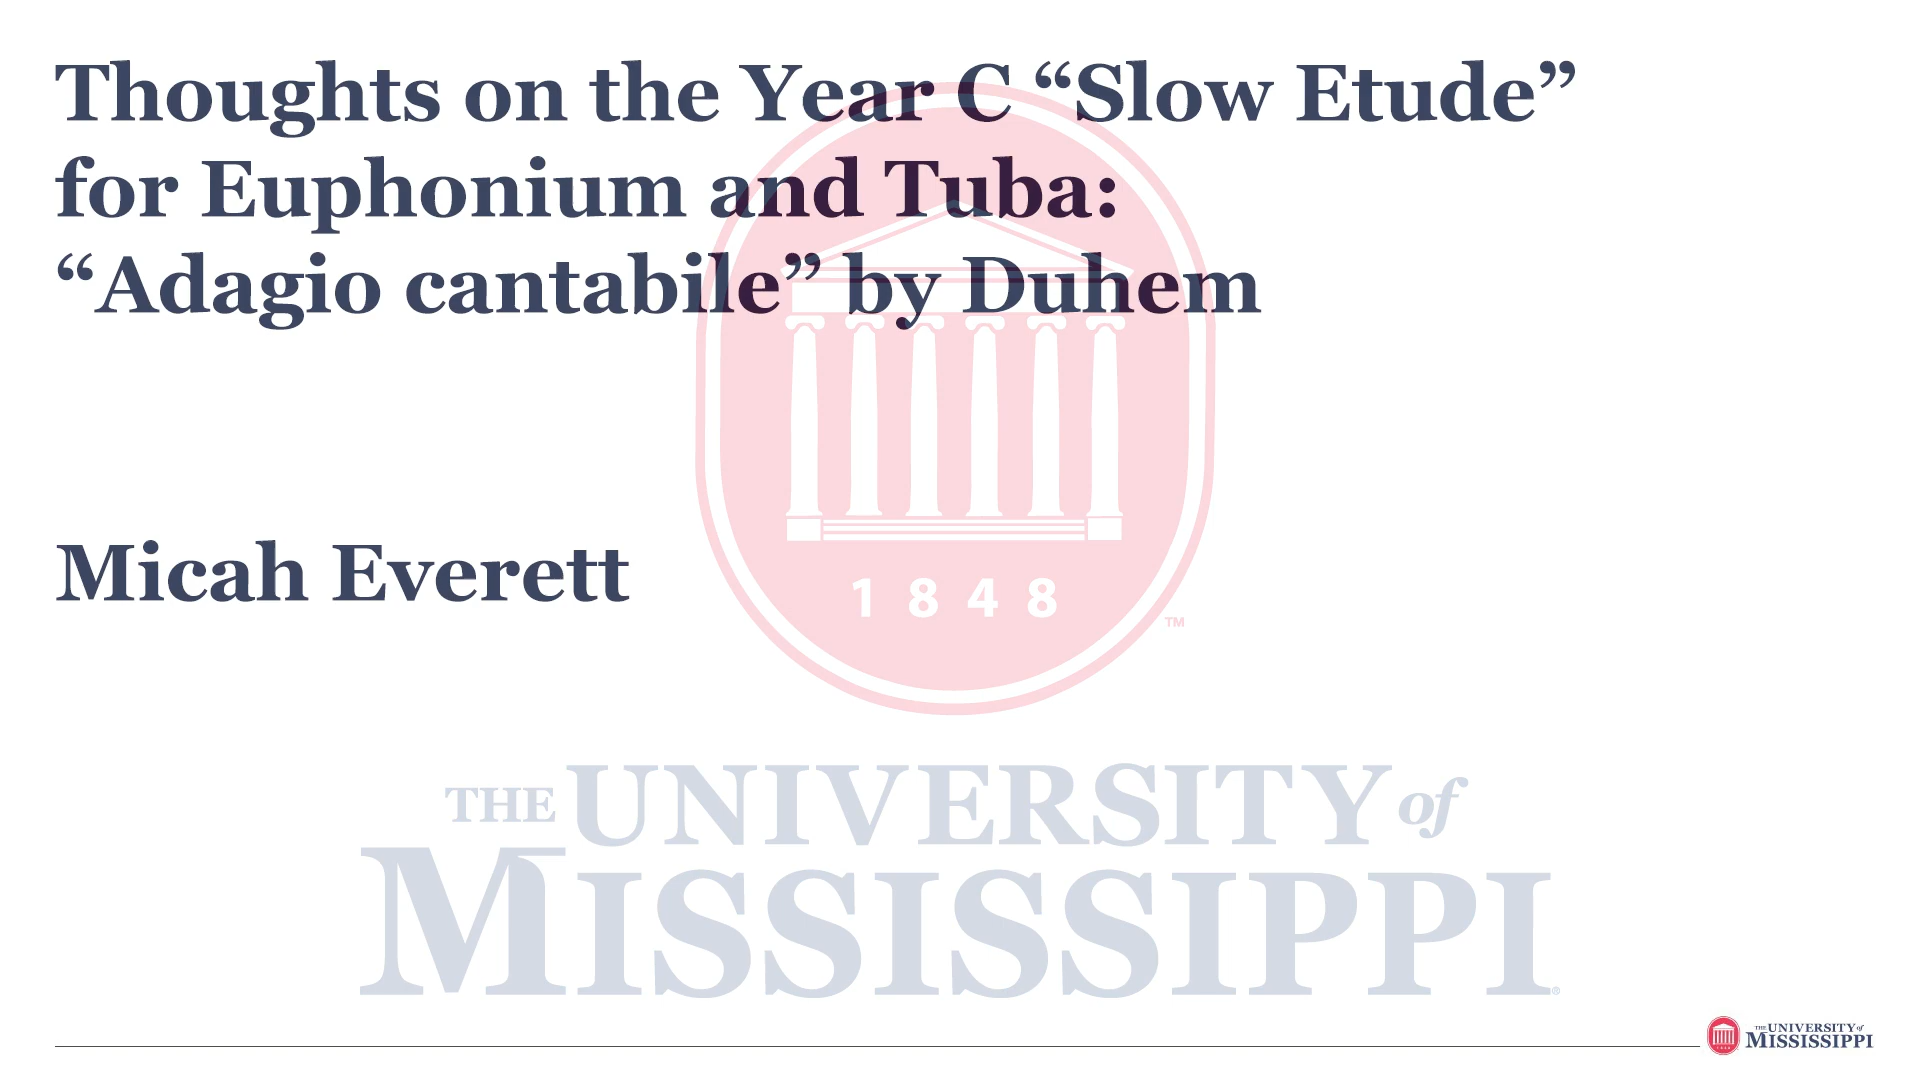 Thoughts on the Year C “Slow Etude”
for Euphonium and Tuba:
“Adagio cantabile” by Duhem
Micah Everett
1848
TM
THE UNIVERSITY of
MISSISSIPPI®
THE UNIVERSITY of
MISSISSIPPI